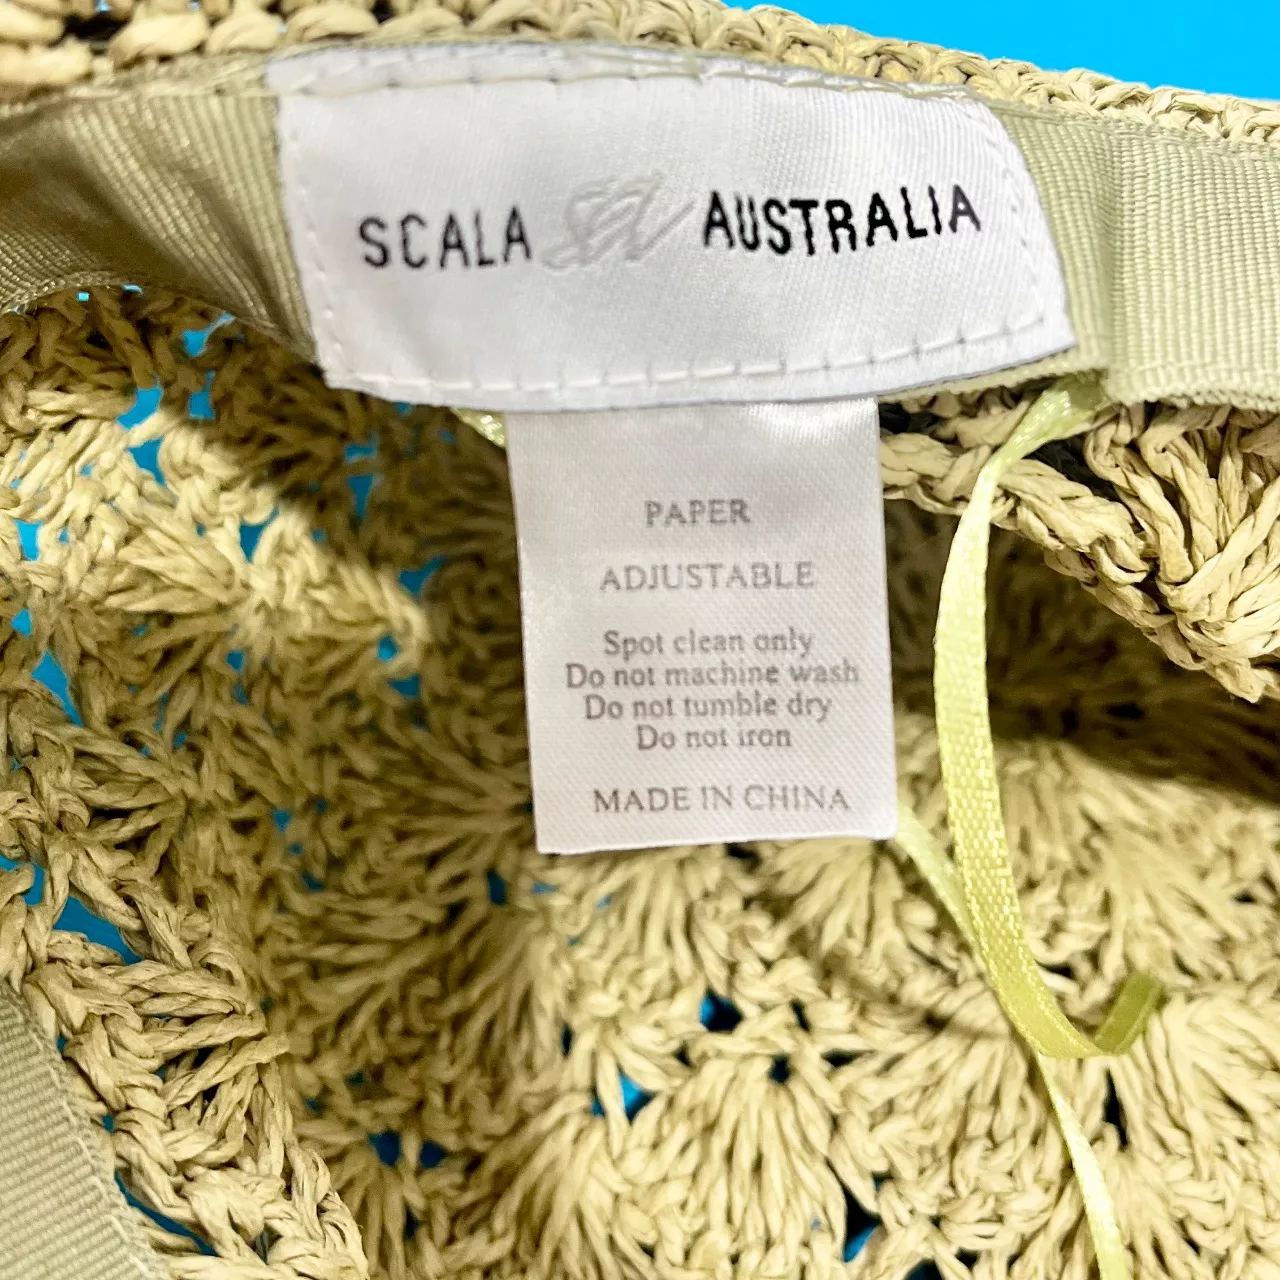 SCALA SA AUSTRALIA
PAPER
ADJUSTABLE
Spot clean only
Do not machine wash
Do not tumble dry
Do not iron
MADE IN CHINA